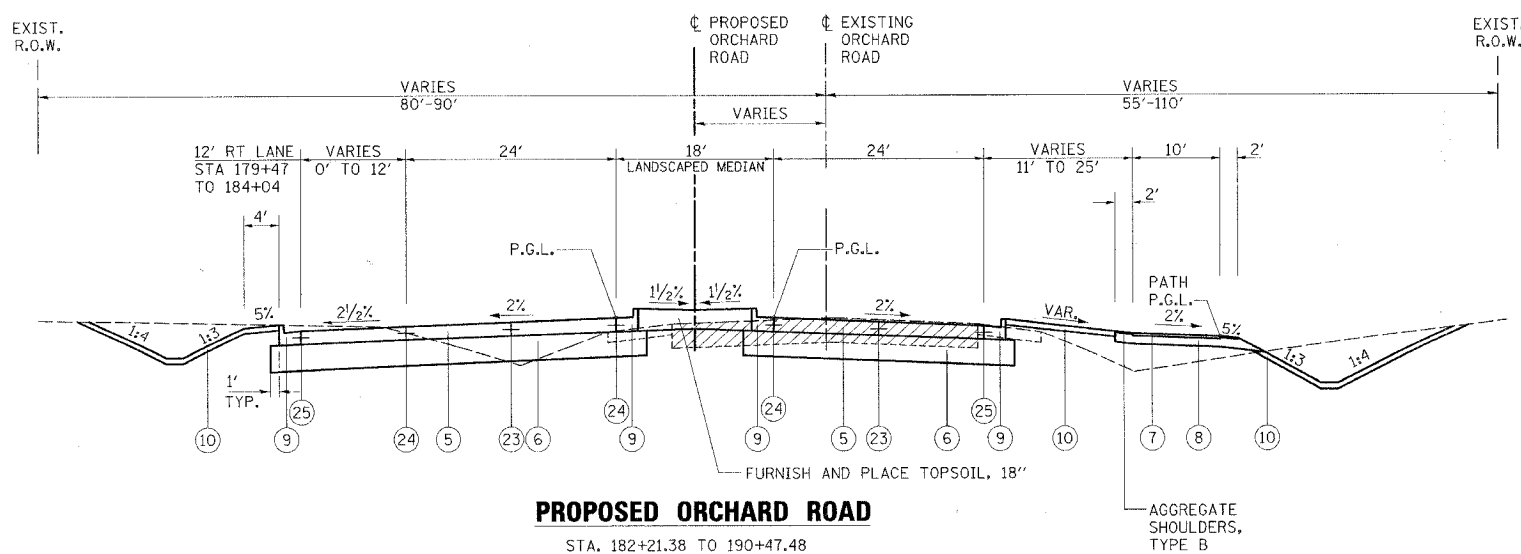 EXIST.
R.O.W.
℄ PROPOSED
ORCHARD
ROAD
℄ EXISTING
ORCHARD
ROAD
EXIST.
R.O.W.
VARIES
80'-90'
VARIES
55'-110'
VARIES
12' RT LANE
STA 179+47
TO 184+04
VARIES
0' TO 12'
24'
18'
LANDSCAPED MEDIAN
24'
VARIES
11' TO 25'
10'
2'
4'
2'
P.G.L.
P.G.L.
PATH
P.G.L.
1:4
1:3
5%
2 1/2%
2%
1 1/2%
1 1/2%
2%
VAR.
2%
5%
1:3
1:4
1'
TYP.
10
9
25
24
5
23
6
24
9
9
24
5
23
6
25
9
10
7
8
10
FURNISH AND PLACE TOPSOIL, 18"
AGGREGATE
SHOULDERS,
TYPE B
PROPOSED ORCHARD ROAD
STA. 182+21.38 TO 190+47.48